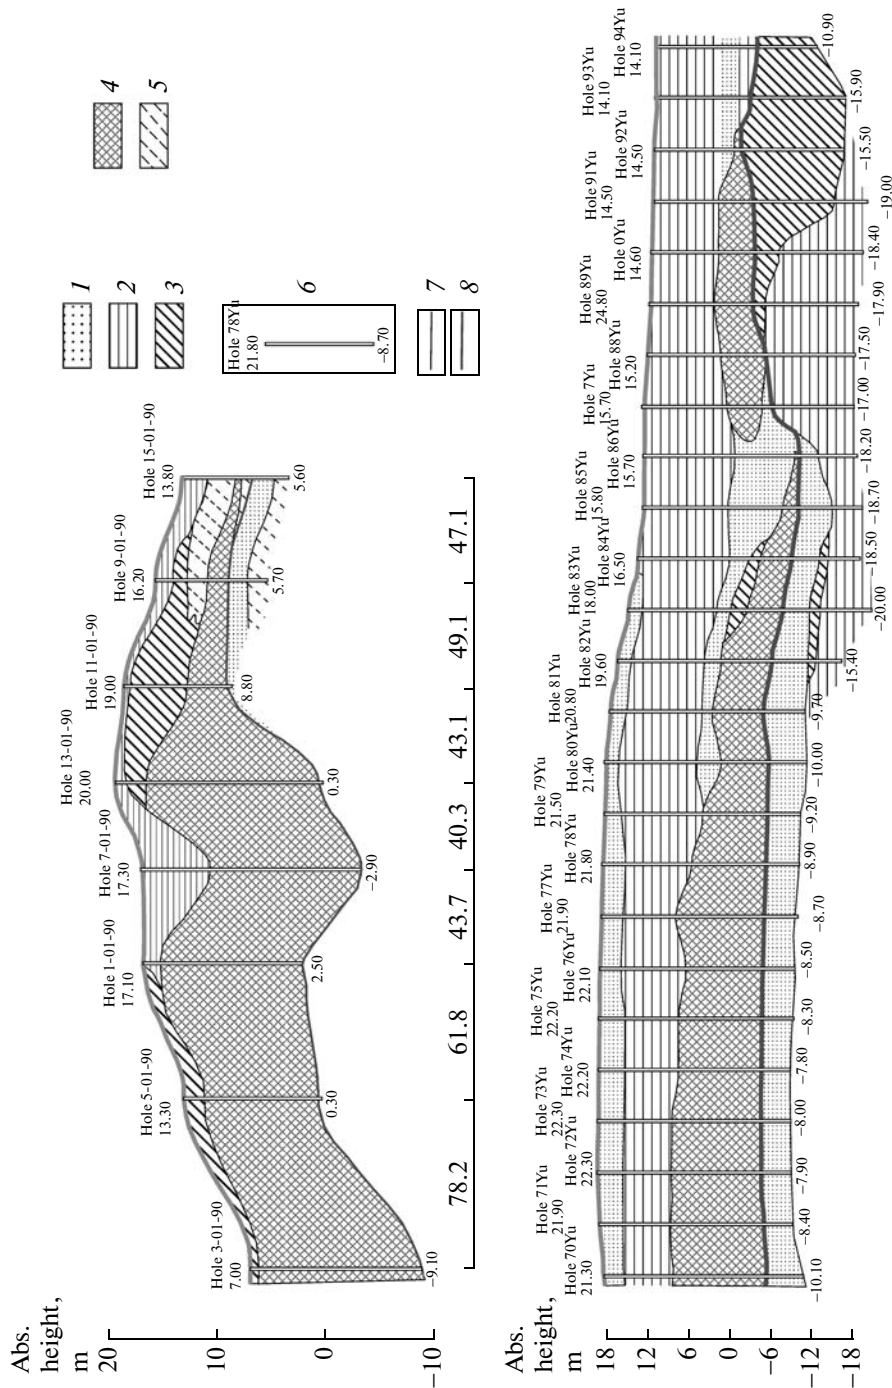 Abs.
height,
m
20
10
0
−10
Hole 3-01-90
7.00
−9.10
Hole 5-01-90
13.30
0.30
Hole 1-01-90
17.10
2.50
Hole 7-01-90
17.30
−2.90
Hole 13-01-90
20.00
0.30
Hole 11-01-90
19.00
8.80
Hole 9-01-90
16.20
5.70
Hole 15-01-90
13.80
5.60
78.2
61.8
43.7
40.3
43.1
49.1
47.1
1
2
3
4
5
Hole 78Yu
21.80
−8.70
6
7
8
Abs.
height,
m
18
12
6
0
−6
−12
−18
Hole 70Yu
21.30
−10.10
Hole 71Yu
21.90
−8.40
Hole 72Yu
22.30
−7.90
Hole 73Yu
22.30
−8.00
Hole 74Yu
22.20
−7.80
Hole 75Yu
22.20
−8.30
Hole 76Yu
22.10
−8.50
Hole 77Yu
21.90
−8.70
Hole 78Yu
21.80
−8.90
Hole 79Yu
21.50
−9.20
Hole 80Yu
21.40
−10.00
Hole 81Yu
20.80
−9.70
Hole 82Yu
19.60
−15.40
Hole 83Yu
18.00
−20.00
Hole 84Yu
16.50
−18.50
Hole 85Yu
15.80
−18.70
Hole 86Yu
15.70
−18.20
Hole 7Yu
15.70
−17.00
Hole 88Yu
15.20
−17.50
Hole 89Yu
24.80
−17.90
Hole 0Yu
14.60
−18.40
Hole 91Yu
14.50
−19.00
Hole 92Yu
14.50
−15.50
Hole 93Yu
14.10
−15.90
Hole 94Yu
14.10
−10.90